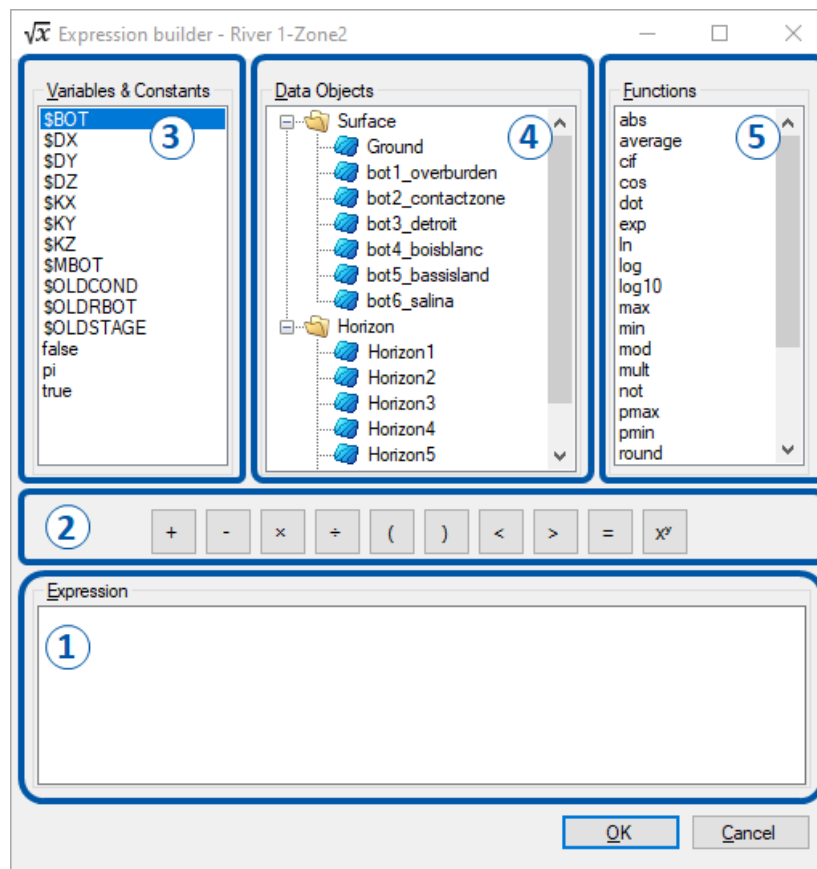 √x Expression builder - River 1-Zone2
Variables & Constants
$BOT
$DX
$DY
$DZ
$KX
$KY
$KZ
$MBOT
$OLDCOND
$OLDRBOT
$OLDSTAGE
false
pi
true
3
Data Objects
Surface
Ground
bot1_overburden
bot2_contactzone
bot3_detroit
bot4_boisblanc
bot5_bassisland
bot6_salina
Horizon
Horizon1
Horizon2
Horizon3
Horizon4
Horizon5
4
Functions
abs
average
cif
cos
dot
exp
ln
log
log10
max
min
mod
mult
not
pmax
pmin
round
5
2
+ - × ÷ ( ) < > = xʸ
Expression
1
OK Cancel